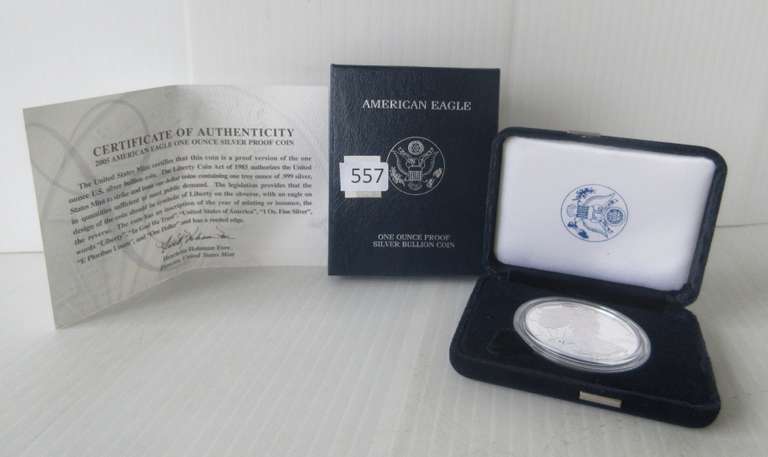 CERTIFICATE OF AUTHENTICITY
2005 AMERICAN EAGLE ONE OUNCE SILVER PROOF COIN
The United States Mint certifies that this coin is a proof version of the one
ounce U.S. silver bullion coin. The Liberty Coin Act of 1985 authorizes the United
States Mint to strike and issue one dollar coins containing one troy ounce of .999 silver,
in quantities sufficient to meet public demand. The legislation provides that the
design of the coin should be symbolic of Liberty on the obverse, with an eagle on
the reverse. The coin has an inscription of the year of minting or issuance, the
words "Liberty", "In God We Trust", "United States of America", "1 Oz. Fine Silver",
"E Pluribus Unum", and "One Dollar" and has a reeded edge.
Henrietta Holsman Fore
Director, United States Mint
AMERICAN EAGLE
557
ONE OUNCE PROOF
SILVER BULLION COIN